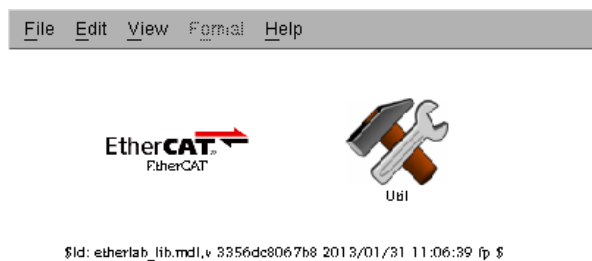 File Edit View Format Help
EtherCAT
EtherCAT
Util
$Id: etherlab_lib.mdl,v 3356dc8067b8 2013/01/31 11:06:39 fp $